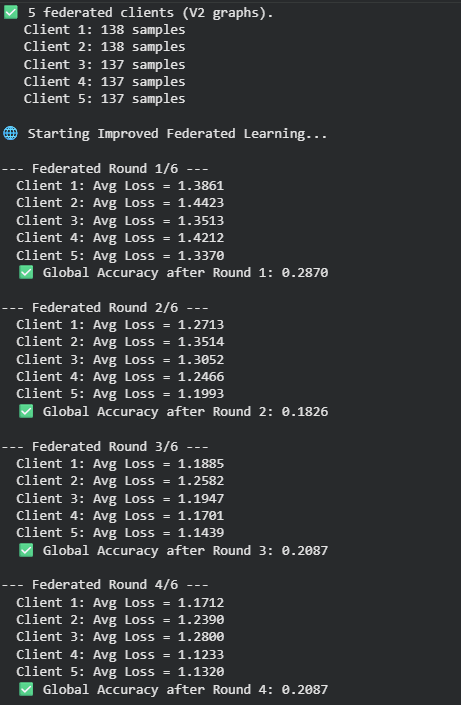 ✅ 5 federated clients (V2 graphs).
Client 1: 138 samples
Client 2: 138 samples
Client 3: 137 samples
Client 4: 137 samples
Client 5: 137 samples
🌐 Starting Improved Federated Learning...
--- Federated Round 1/6 ---
Client 1: Avg Loss = 1.3861
Client 2: Avg Loss = 1.4423
Client 3: Avg Loss = 1.3513
Client 4: Avg Loss = 1.4212
Client 5: Avg Loss = 1.3370
✅ Global Accuracy after Round 1: 0.2870
--- Federated Round 2/6 ---
Client 1: Avg Loss = 1.2713
Client 2: Avg Loss = 1.3514
Client 3: Avg Loss = 1.3052
Client 4: Avg Loss = 1.2466
Client 5: Avg Loss = 1.1993
✅ Global Accuracy after Round 2: 0.1826
--- Federated Round 3/6 ---
Client 1: Avg Loss = 1.1885
Client 2: Avg Loss = 1.2582
Client 3: Avg Loss = 1.1947
Client 4: Avg Loss = 1.1701
Client 5: Avg Loss = 1.1439
✅ Global Accuracy after Round 3: 0.2087
--- Federated Round 4/6 ---
Client 1: Avg Loss = 1.1712
Client 2: Avg Loss = 1.2390
Client 3: Avg Loss = 1.2800
Client 4: Avg Loss = 1.1233
Client 5: Avg Loss = 1.1320
✅ Global Accuracy after Round 4: 0.2087